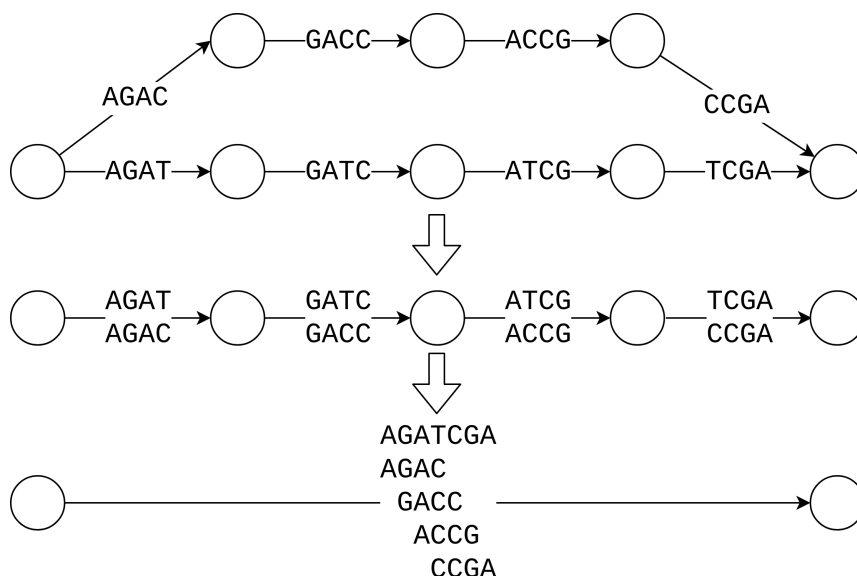 GACC ACCG
AGAC CCGA
AGAT GATC ATCG TCGA
AGAT GATC ATCG TCGA
AGAC GACC ACCG CCGA
AGATCGA
AGAC
GACC
ACCG
CCGA